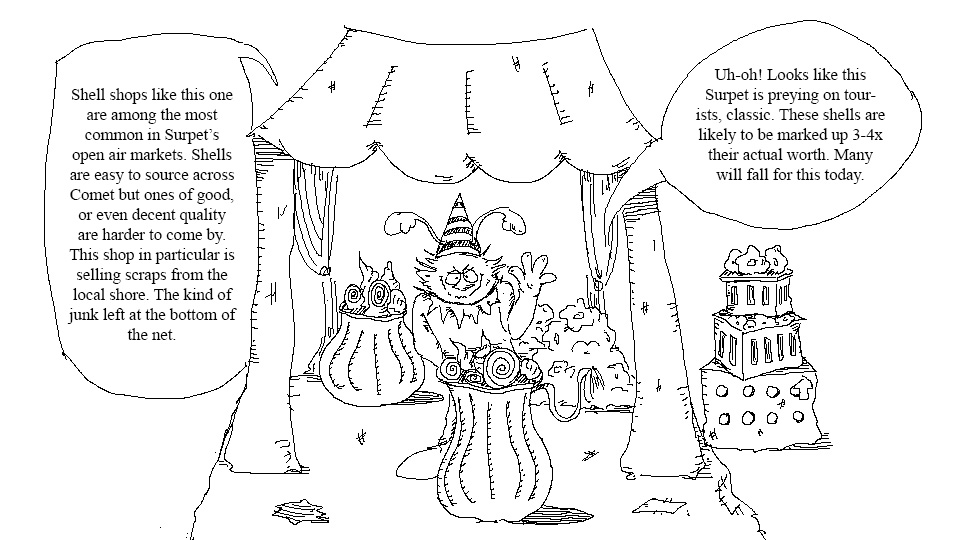 Shell shops like this one
are among the most
common in Surpet's
open air markets. Shells
are easy to source across
Comet but ones of good,
or even decent quality
are harder to come by.
This shop in particular is
selling scraps from the
local shore. The kind of
junk left at the bottom of
the net.
Uh-oh! Looks like this
Surpet is preying on tour-
ists, classic. These shells are
likely to be marked up 3-4x
their actual worth. Many
will fall for this today.